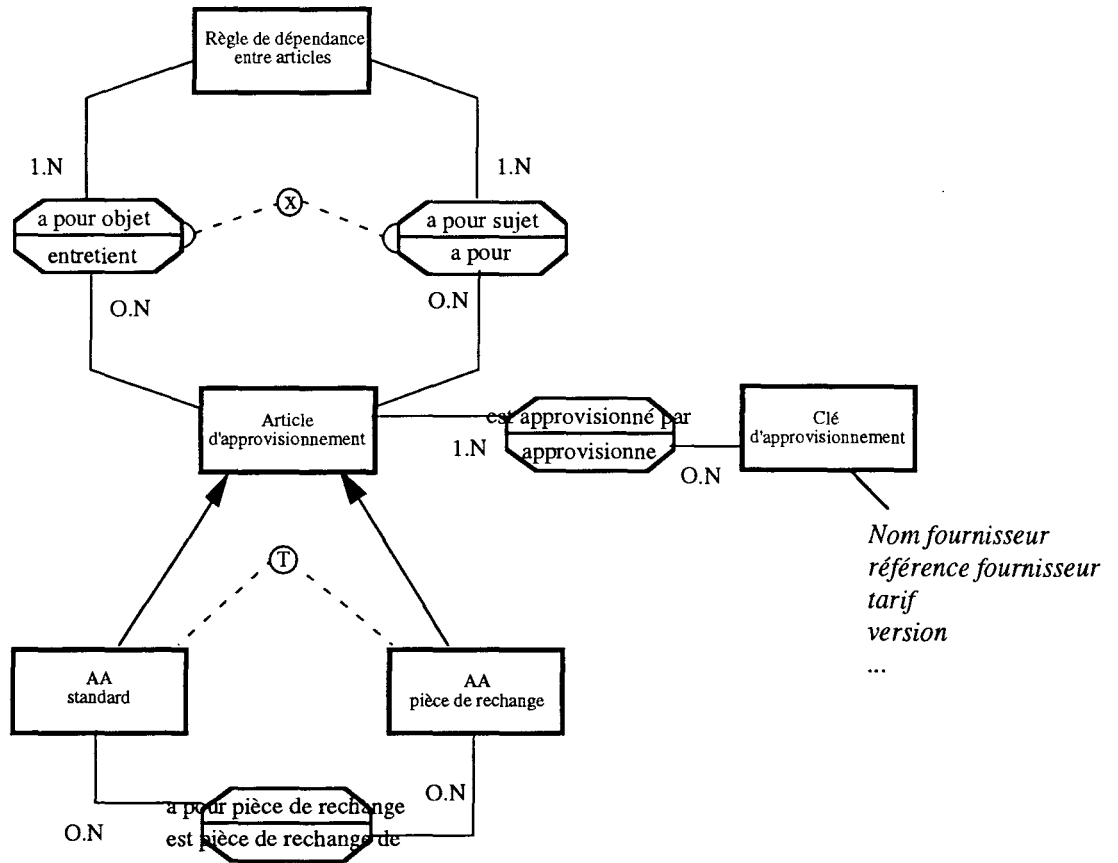 Règle de dépendance
entre articles
1.N
1.N
a pour objet
entretient
x
a pour sujet
a pour
O.N
O.N
Article
d'approvisionnement
est approvisionné par
approvisionne
1.N
O.N
Clé
d'approvisionnement
Nom fournisseur
référence fournisseur
tarif
version
...
T
AA
standard
AA
pièce de rechange
O.N
O.N
a pour pièce de rechange
est pièce de rechange de